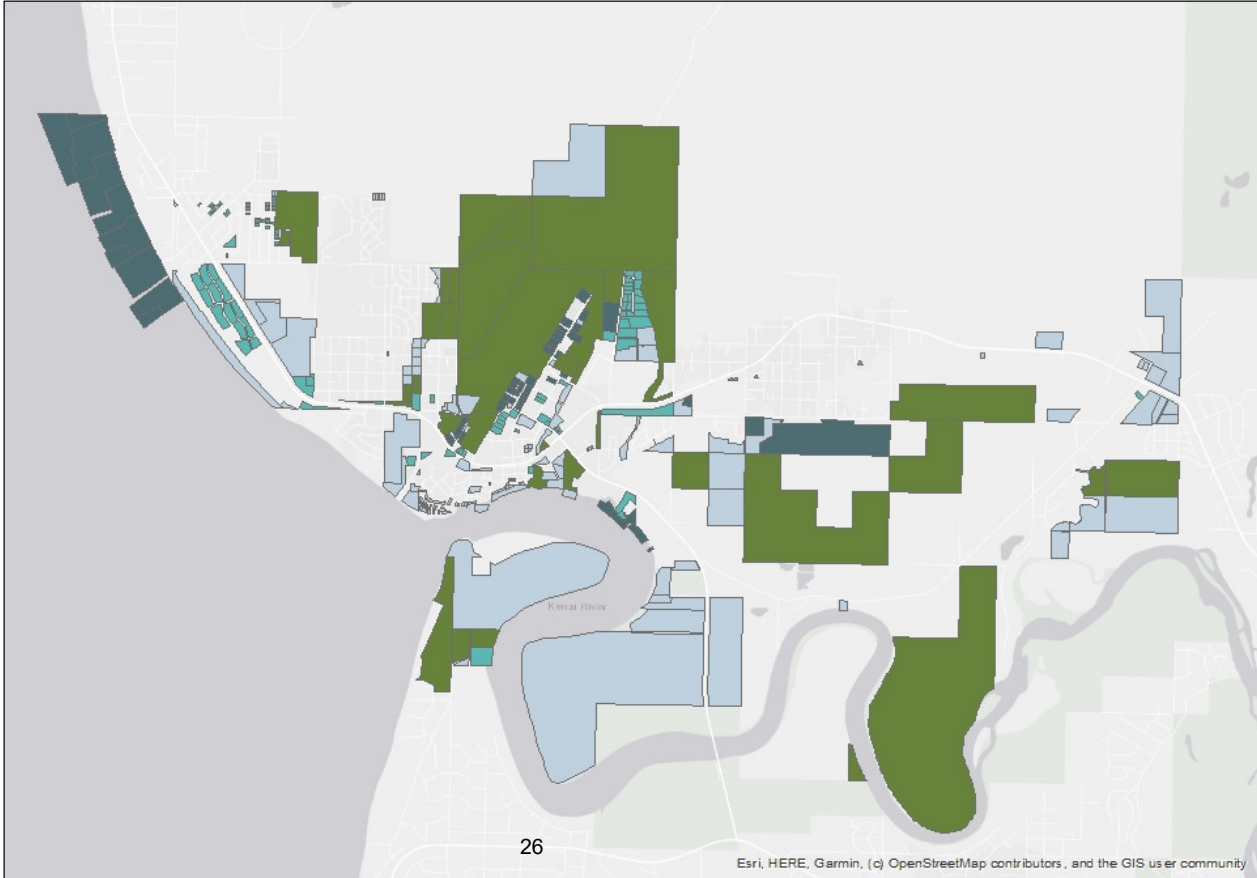 Kenai River
26
Esri, HERE, Garmin, (c) OpenStreetMap contributors, and the GIS user community